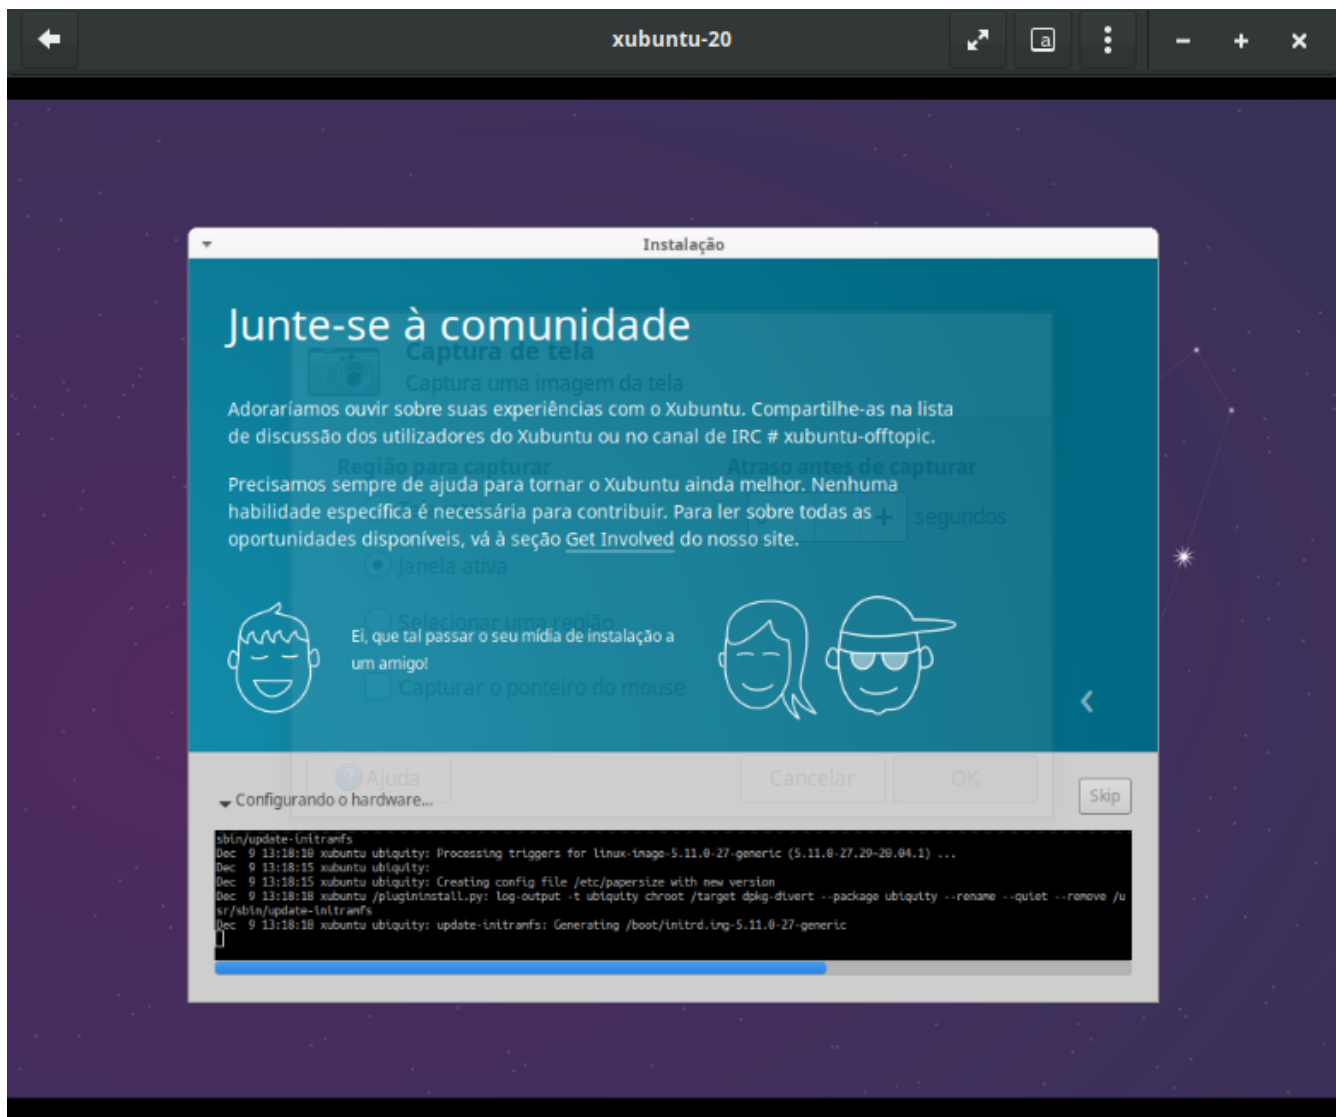 xubuntu-20
a
Instalação
Junte-se à comunidade
Captura de tela
Captura uma imagem da tela
Adoraríamos ouvir sobre suas experiências com o Xubuntu. Compartilhe-as na lista
de discussão dos utilizadores do Xubuntu ou no canal de IRC # xubuntu-offtopic.
Região para capturar
Atraso antes de capturar
Precisamos sempre de ajuda para tornar o Xubuntu ainda melhor. Nenhuma
habilidade específica é necessária para contribuir. Para ler sobre todas as
segundos
oportunidades disponíveis, vá à seção Get Involved do nosso site.
Janela ativa
Selecionar uma região
Ei, que tal passar o seu mídia de instalação a
um amigo!
Capturar o ponteiro do mouse
Ajuda
Cancelar
OK
Configurando o hardware...
Skip
sbin/update-initramfs
Dec 9 13:18:10 xubuntu ubiquity: Processing triggers for linux-image-5.11.0-27-generic (5.11.0-27.29~20.04.1) ...
Dec 9 13:18:15 xubuntu ubiquity:
Dec 9 13:18:15 xubuntu ubiquity: Creating config file /etc/papersize with new version
Dec 9 13:18:18 xubuntu /plugininstall.py: log-output -t ubiquity chroot /target dpkg-divert --package ubiquity --rename --quiet --remove /u
sr/sbin/update-initramfs
Dec 9 13:18:18 xubuntu ubiquity: update-initramfs: Generating /boot/initrd.img-5.11.0-27-generic